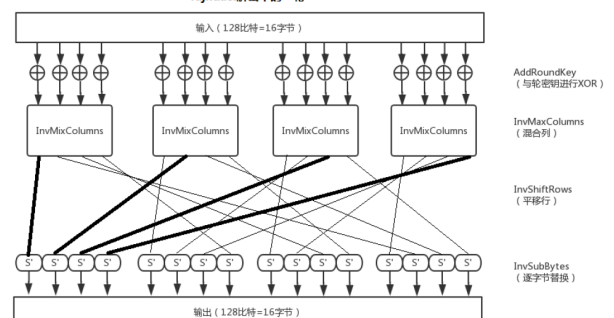 输入（128比特=16字节）
AddRoundKey
（与轮密钥进行XOR）
InvMixColumns InvMixColumns InvMixColumns InvMixColumns
InvMaxColumns
（混合列）
InvShiftRows
（平移行）
S' S' S' S' S' S' S' S' S' S' S' S' S' S' S' S'
InvSubBytes
（逐字节替换）
输出（128比特=16字节）